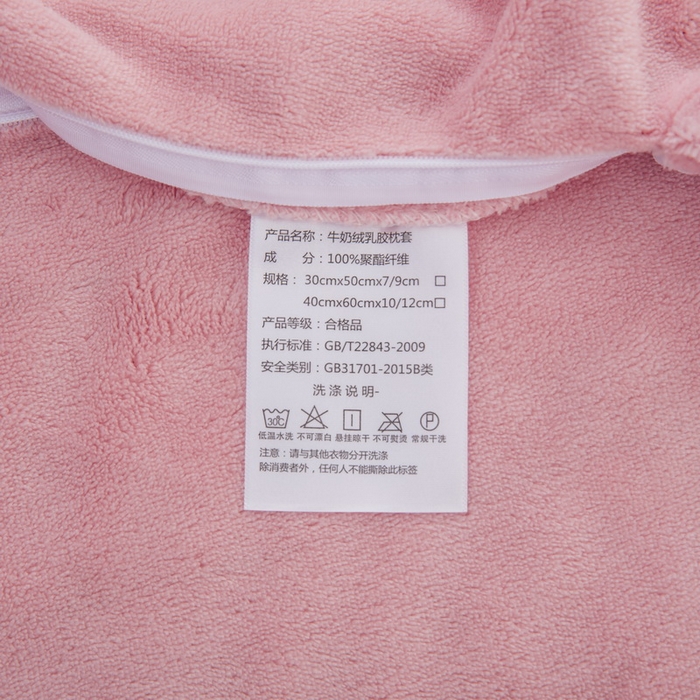 产品名称：牛奶绒乳胶枕套
成 分：100%聚酯纤维
规格： 30cmx50cmx7/9cm □
40cmx60cmx10/12cm□
产品等级：合格品
执行标准：GB/T22843-2009
安全类别：GB31701-2015B类
洗 涤 说 明-
30C P
低温水洗 不可漂白 悬挂晾干 不可熨烫 常规干洗
注意：请与其他衣物分开洗涤
除消费者外，任何人不能撕除此标签